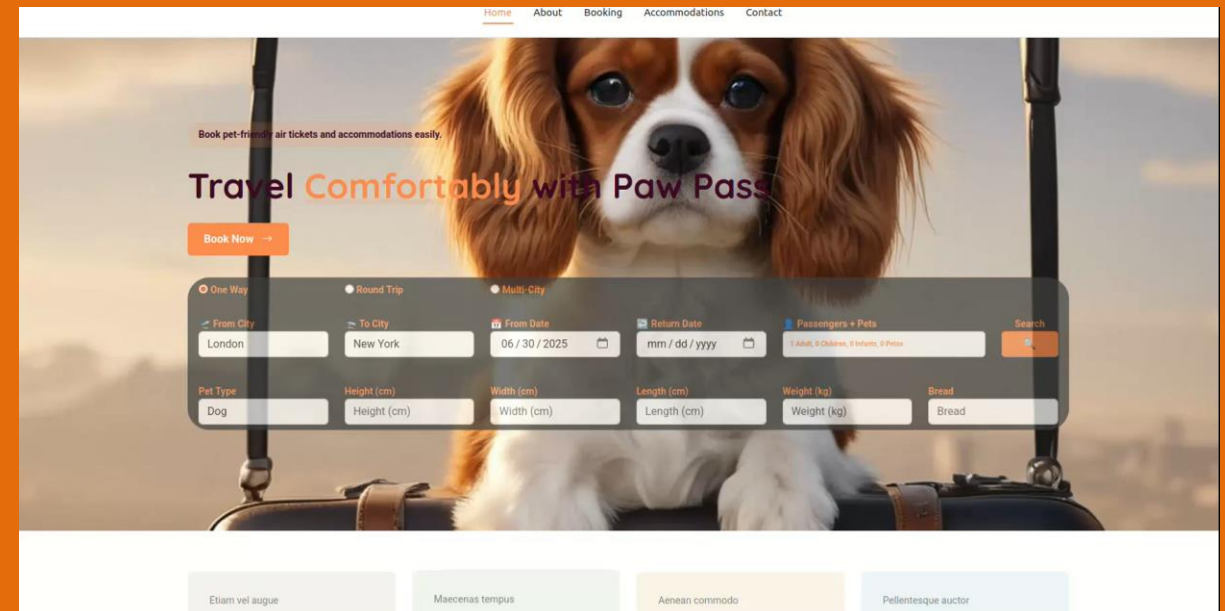 Home About Booking Accommodations Contact
Book pet-friendly air tickets and accommodations easily.
Travel Comfortably with Paw Pass
Book Now →
One Way Round Trip Multi-City
From City To City From Date Return Date Passengers + Pets Search
London New York 06/30/2025 mm/dd/yyyy 1 Adult, 0 Children, 0 Infants, 0 Petss
Pet Type Height (cm) Width (cm) Length (cm) Weight (kg) Bread
Dog Height (cm) Width (cm) Length (cm) Weight (kg) Bread
Etiam vel augue Maecenas tempus Aenean commodo Pellentesque auctor